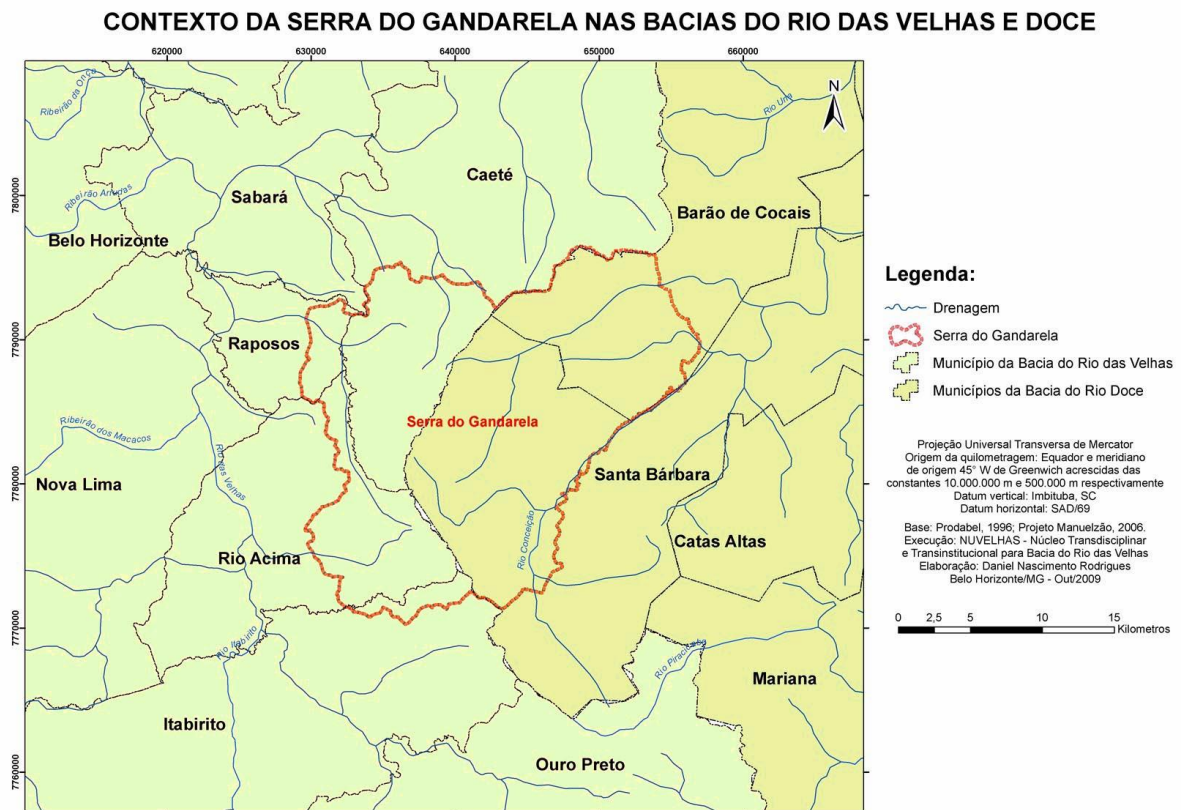 CONTEXTO DA SERRA DO GANDARELA NAS BACIAS DO RIO DAS VELHAS E DOCE
620000 630000 640000 650000 660000
7800000
7790000
7780000
7770000
7760000
N
Ribeirão da Onça
Rio Una
Caeté
Ribeirão Arrudas
Sabará
Barão de Cocais
Belo Horizonte
Raposos
Serra do Gandarela
Ribeirão dos Macacos
Rio das Velhas
Santa Bárbara
Nova Lima
Rio Conceição
Catas Altas
Rio Acima
Rio Itabirito
Rio Piracicaba
Mariana
Itabirito
Ouro Preto
Legenda:
Drenagem
Serra do Gandarela
Município da Bacia do Rio das Velhas
Municípios da Bacia do Rio Doce
Projeção Universal Transversa de Mercator
Origem da quilometragem: Equador e meridiano
de origem 45° W de Greenwich acrescidas das
constantes 10.000.000 m e 500.000 m respectivamente
Datum vertical: Imbituba, SC
Datum horizontal: SAD/69
Base: Prodabel, 1996; Projeto Manuelzão, 2006.
Execução: NUVELHAS - Núcleo Transdisciplinar
e Transinstitucional para Bacia do Rio das Velhas
Elaboração: Daniel Nascimento Rodrigues
Belo Horizonte/MG - Out/2009
0 2,5 5 10 15
Kilometros